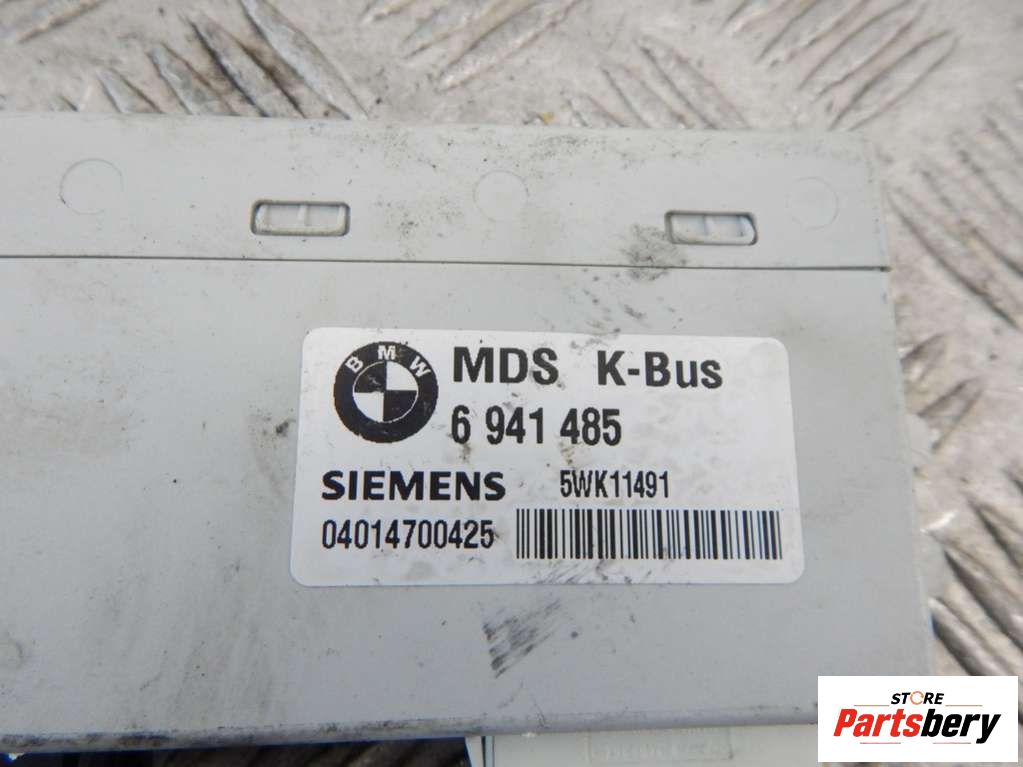 BMW
MDS K-Bus
6 941 485
SIEMENS 5WK11491
04014700425
STORE
Partsbery